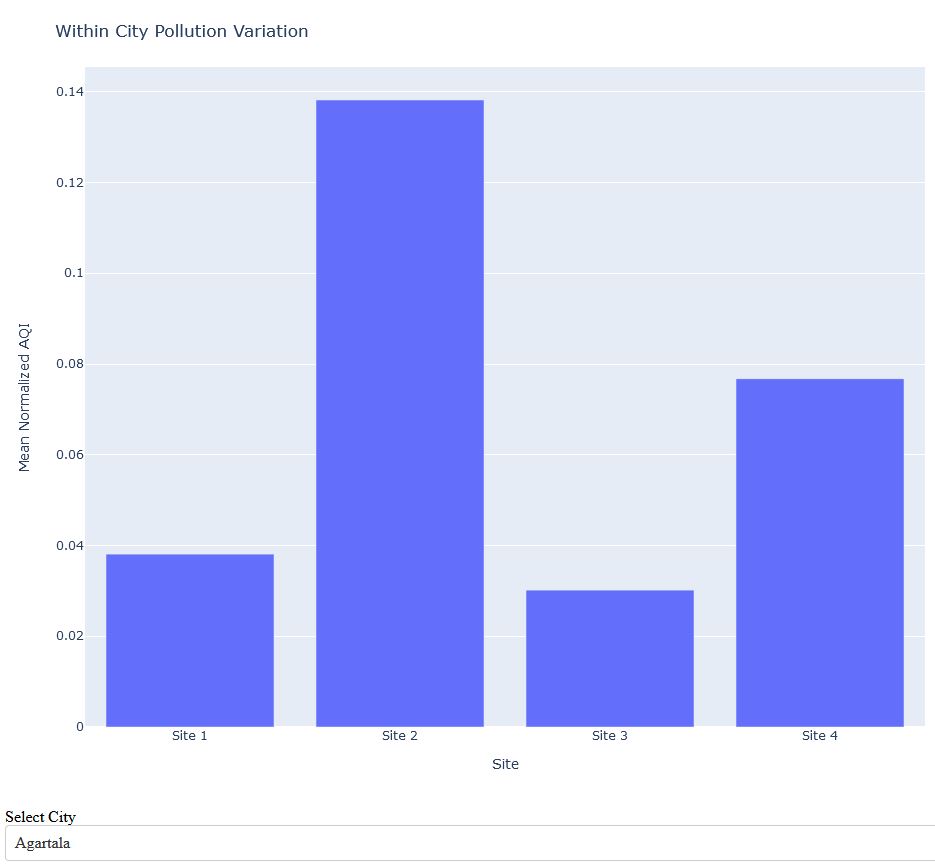 Within City Pollution Variation
0.14
0.12
0.1
0.08
0.06
0.04
0.02
0
Mean Normalized AQI
Site 1 Site 2 Site 3 Site 4
Site
Select City
Agartala